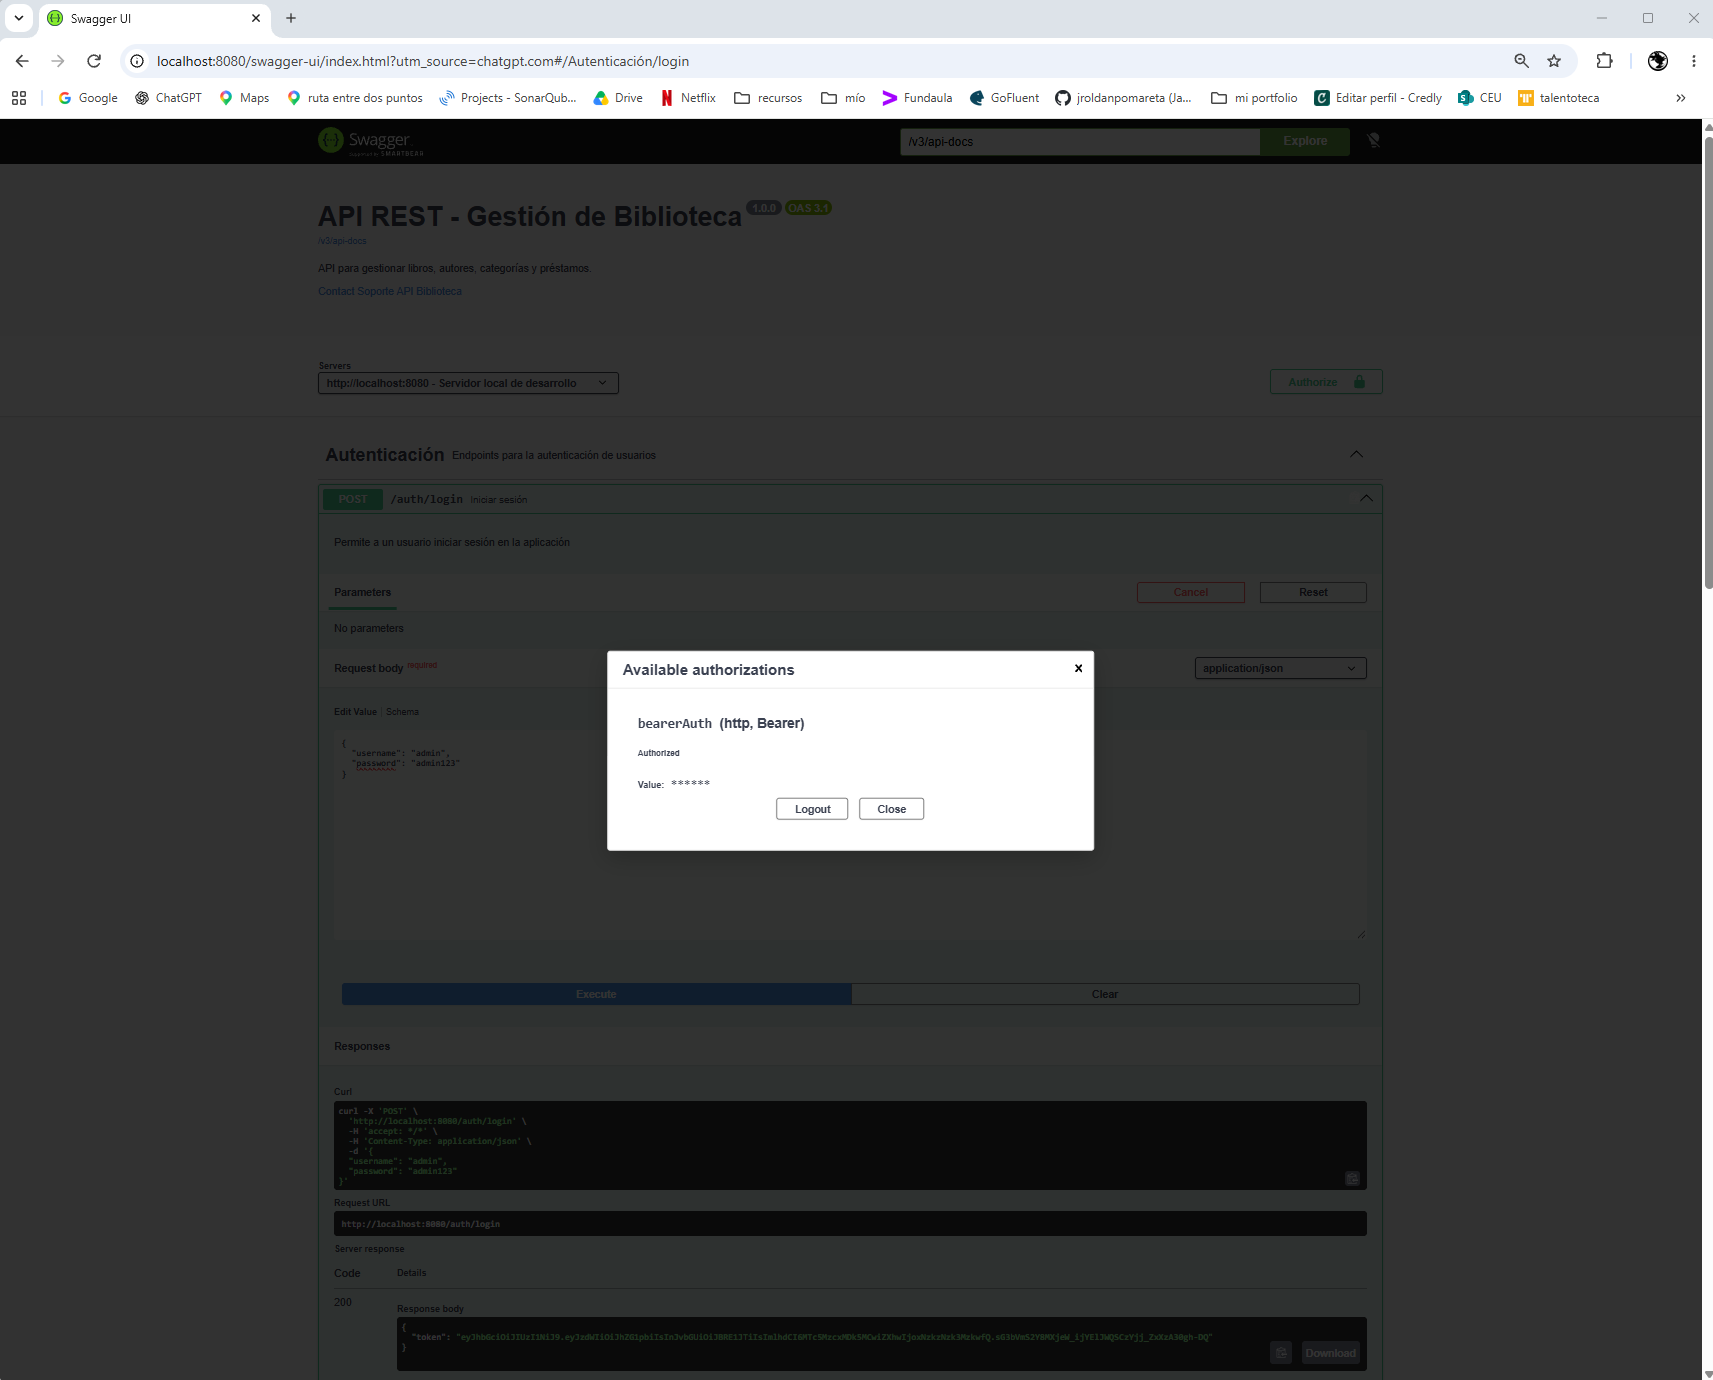 Swagger UI
localhost:8080/swagger-ui/index.html?utm_source=chatgpt.com#/Autenticación/login
Google ChatGPT Maps ruta entre dos puntos Projects - SonarQub... Drive Netflix recursos mío Fundaula GoFluent jroldanpomareta (Ja... mi portfolio Editar perfil - Credly CEU talentoteca »
Swagger
Supported by SMARTBEAR
/v3/api-docs
Explore
API REST - Gestión de Biblioteca 1.0.0 OAS 3.1
/v3/api-docs
API para gestionar libros, autores, categorías y préstamos.
Contact Soporte API Biblioteca
Servers
http://localhost:8080 - Servidor local de desarrollo
Authorize
Autenticación Endpoints para la autenticación de usuarios
POST /auth/login Iniciar sesión
Permite a un usuario iniciar sesión en la aplicación
Parameters
Cancel
Reset
No parameters
Request body required
application/json
Edit Value | Schema
{
"username": "admin",
"password": "admin123"
}
Available authorizations
bearerAuth (http, Bearer)
Authorized
Value: ******
Logout
Close
Execute
Clear
Responses
Curl
curl -X 'POST' \
'http://localhost:8080/auth/login' \
-H 'accept: */*' \
-H 'Content-Type: application/json' \
-d '{
"username": "admin",
"password": "admin123"
}'
Request URL
http://localhost:8080/auth/login
Server response
Code Details
200
Response body
{
"token":
}
Download